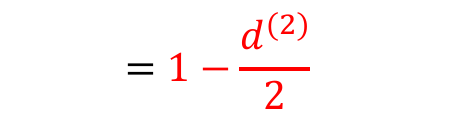 = 1 − d^{(2)}/2